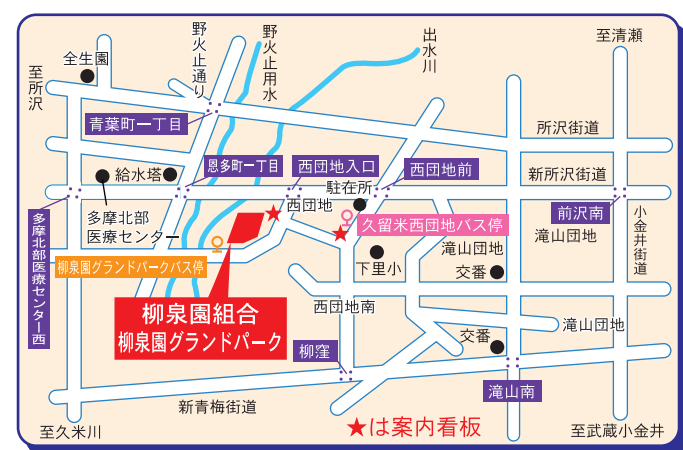 至所沢
全生園
野火止通り
野火止用水
出水川
至清瀬
青葉町一丁目
所沢街道
恩多町一丁目
西団地入口
西団地前
新所沢街道
給水塔
駐在所
西団地
前沢南
多摩北部
医療センター
久留米西団地バス停
滝山団地
小金井街道
多摩北部医療センター西
柳泉園グランドパークバス停
下里小
滝山団地
交番
柳泉園組合
柳泉園グランドパーク
西団地南
滝山団地
交番
柳窪
滝山南
新青梅街道
至久米川
★は案内看板
至武蔵小金井